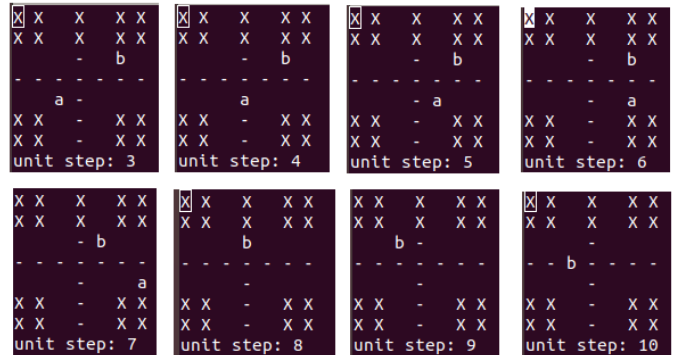 X X   X   X X
X X   X   X X
      -   b
- - - - - - -
    a -
X X   -   X X
X X   -   X X
unit step: 3
X X   X   X X
X X   X   X X
      -   b
- - - - - - -
      a
X X   -   X X
X X   -   X X
unit step: 4
X X   X   X X
X X   X   X X
      -   b
- - - - - - -
      - a
X X   -   X X
X X   -   X X
unit step: 5
X X   X   X X
X X   X   X X
      -   b
- - - - - - -
      -   a
X X   -   X X
X X   -   X X
unit step: 6
X X   X   X X
X X   X   X X
      - b
- - - - - - -
      -     a
X X   -   X X
X X   -   X X
unit step: 7
X X   X   X X
X X   X   X X
      b
- - - - - - -
      -
X X   -   X X
X X   -   X X
unit step: 8
X X   X   X X
X X   X   X X
    b -
- - - - - - -
      -
X X   -   X X
X X   -   X X
unit step: 9
X X   X   X X
X X   X   X X
      -
- - b - - - -
      -
X X   -   X X
X X   -   X X
unit step: 10